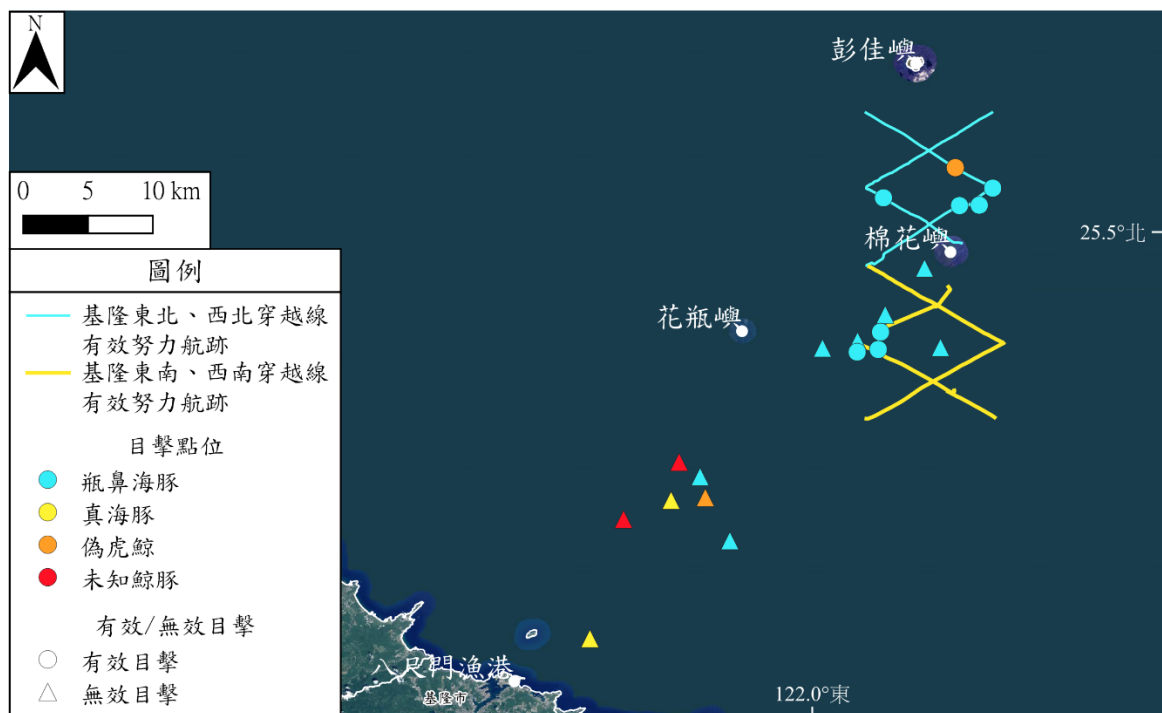 N
彭佳嶼
0 5 10 km
25.5°北
棉花嶼
圖例
基隆東北、西北穿越線
有效努力航跡
花瓶嶼
基隆東南、西南穿越線
有效努力航跡
目擊點位
瓶鼻海豚
真海豚
偽虎鯨
未知鯨豚
有效/無效目擊
有效目擊
無效目擊
八尺門漁港
基隆市
122.0°東